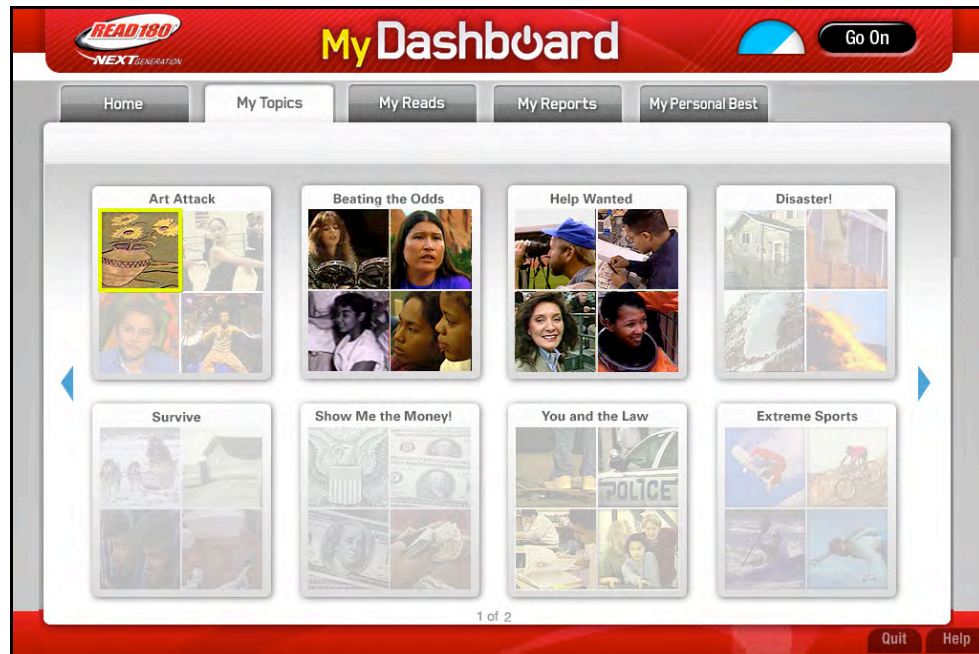 READ180
NEXT GENERATION
My Dashboard
Go On
Home
My Topics
My Reads
My Reports
My Personal Best
Art Attack
Beating the Odds
Help Wanted
Disaster!
Survive
Show Me the Money!
You and the Law
Extreme Sports
POLICE
1 of 2
Quit
Help